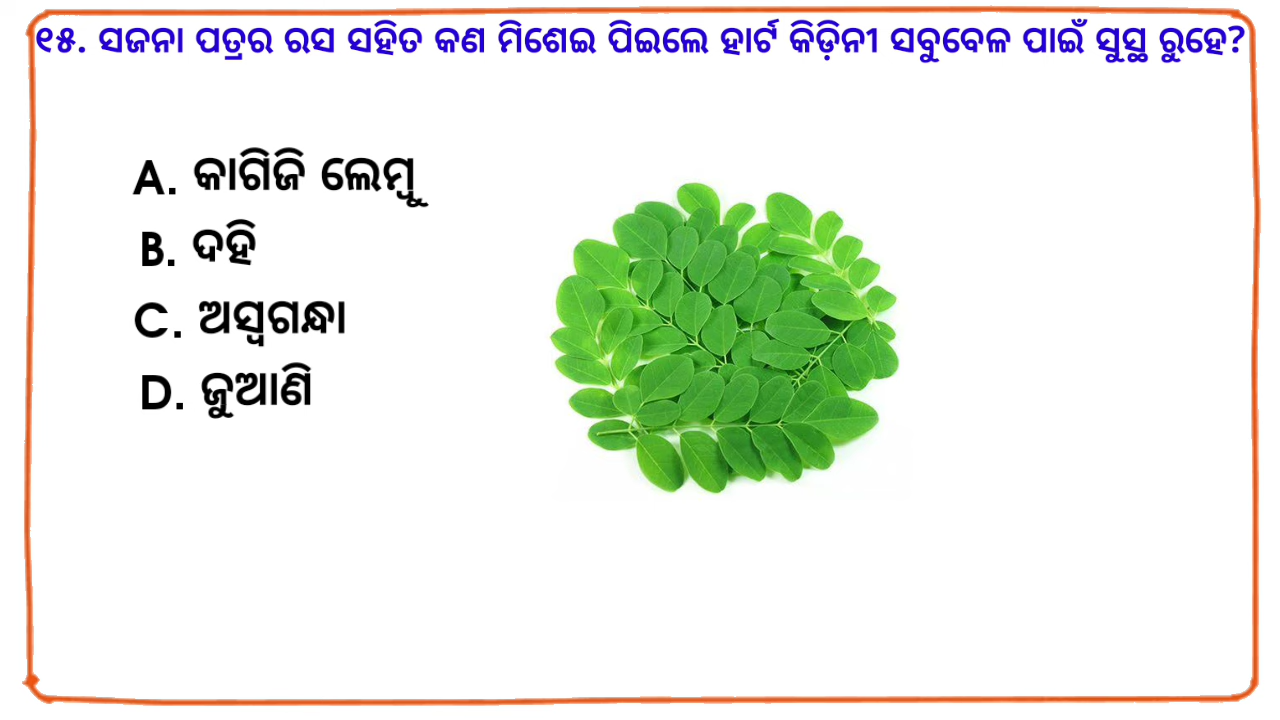 ୧୫. ସଜନା ପତ୍ରର ରସ ସହିତ କଣ ମିଶେଇ ପିଇଲେ ହାର୍ଟ କିଡ଼ିନୀ ସବୁବେଳ ପାଇଁ ସୁସ୍ଥ ରୁହେ?
A. କାଗିଜି ଲେମ୍ବୁ
B. ଦହି
C. ଅସ୍ୱଗନ୍ଧା
D. ଜୁଆଣି